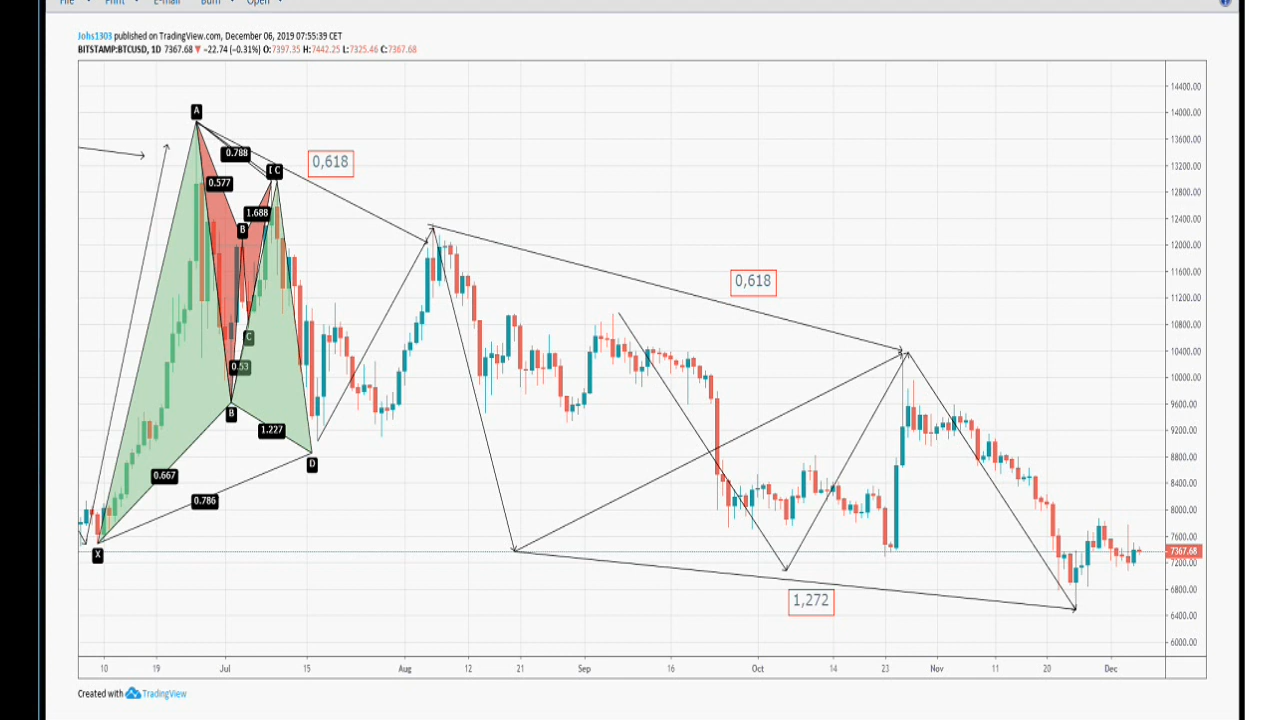 File Print E-mail Burn Open
Johs1303 published on TradingView.com, December 06, 2019 07:55:39 CET
BITSTAMP:BTCUSD, 1D 7367.68 ▼ −22.74 (−0.31%) O:7397.35 H:7442.25 L:7325.46 C:7367.68
A
0.788
0,618
C
0.577
1.688
B
0,618
C
0.53
B
1.227
D
0.667
0.786
X
1,272
14400.00
14000.00
13600.00
13200.00
12800.00
12400.00
12000.00
11600.00
11200.00
10800.00
10400.00
10000.00
9600.00
9200.00
8800.00
8400.00
8000.00
7600.00
7367.68
7200.00
6800.00
6400.00
6000.00
10 19 Jul 15 Aug 12 21 Sep 16 Oct 14 23 Nov 11 20 Dec
Created with TradingView